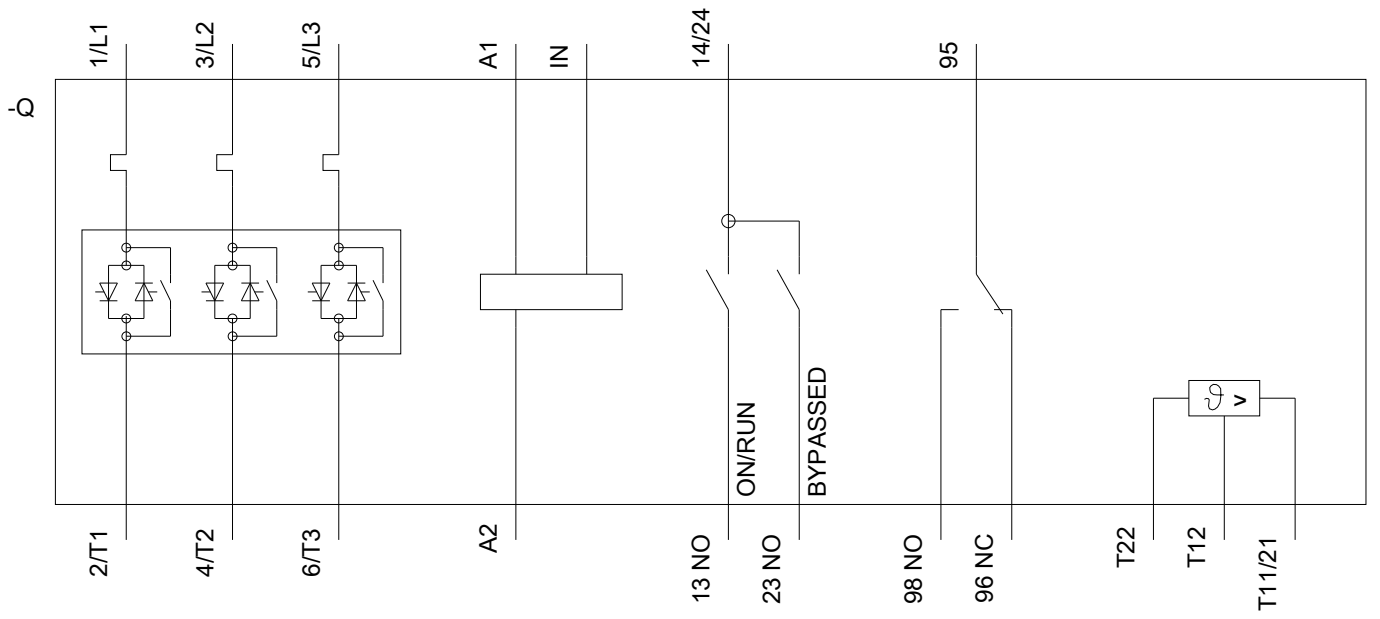 1/L1
3/L2
5/L3
A1
IN
14/24
95
-Q
ϑ >
ON/RUN
BYPASSED
2/T1
4/T2
6/T3
A2
13 NO
23 NO
98 NO
96 NC
T22
T12
T11/21